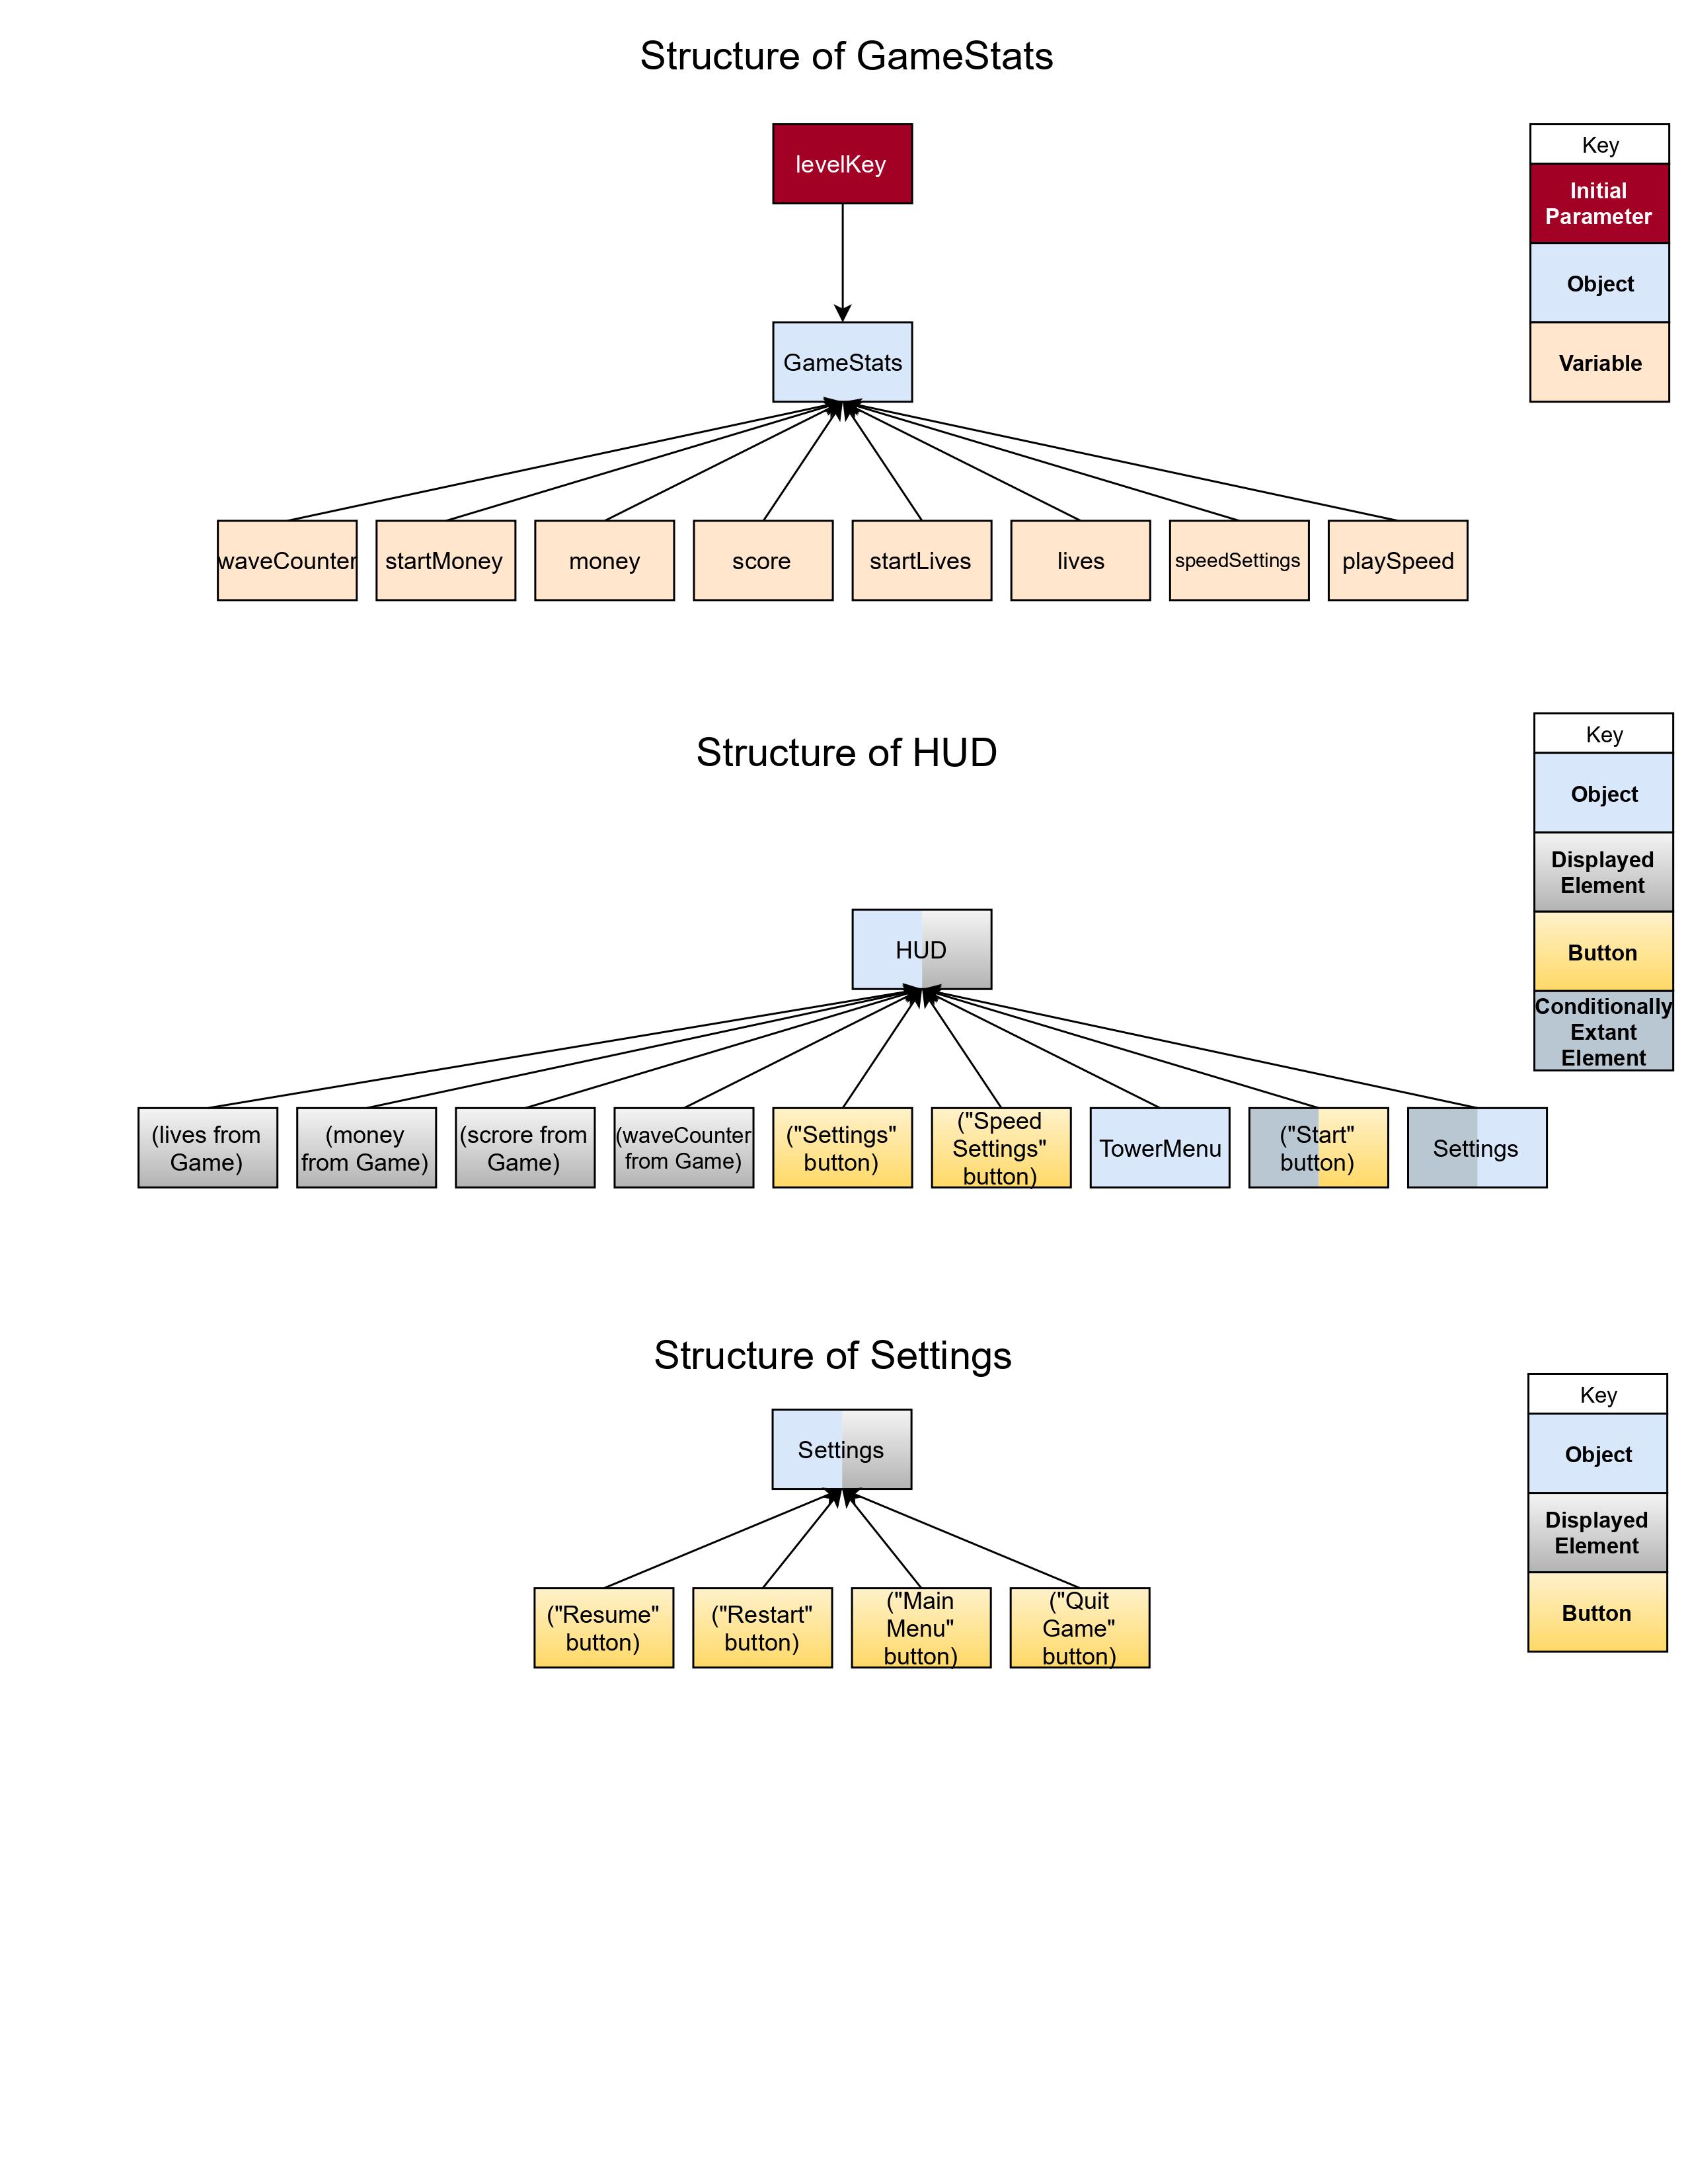 Structure of GameStats
levelKey
Key
Initial
Parameter
Object
Variable
GameStats
waveCounter
startMoney
money
score
startLives
lives
speedSettings
playSpeed
Structure of HUD
Key
Object
Displayed
Element
Button
Conditionally
Extant
Element
HUD
(lives from
Game)
(money
from Game)
(scrore from
Game)
(waveCounter
from Game)
("Settings"
button)
("Speed
Settings"
button)
TowerMenu
("Start"
button)
Settings
Structure of Settings
Key
Object
Displayed
Element
Button
Settings
("Resume"
button)
("Restart"
button)
("Main
Menu"
button)
("Quit
Game"
button)